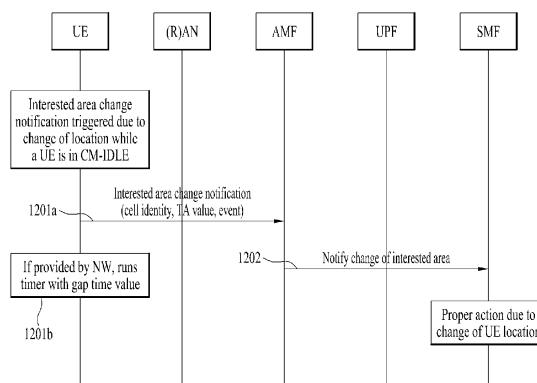 UE
(R)AN
AMF
UPF
SMF
Interested area change
notification triggered due to
change of location while
a UE is in CM-IDLE
1201a
Interested area change notification
(cell identity, TA value, event)
If provided by NW, runs
timer with gap time value
1201b
1202
Notify change of interested area
Proper action due to
change of UE location